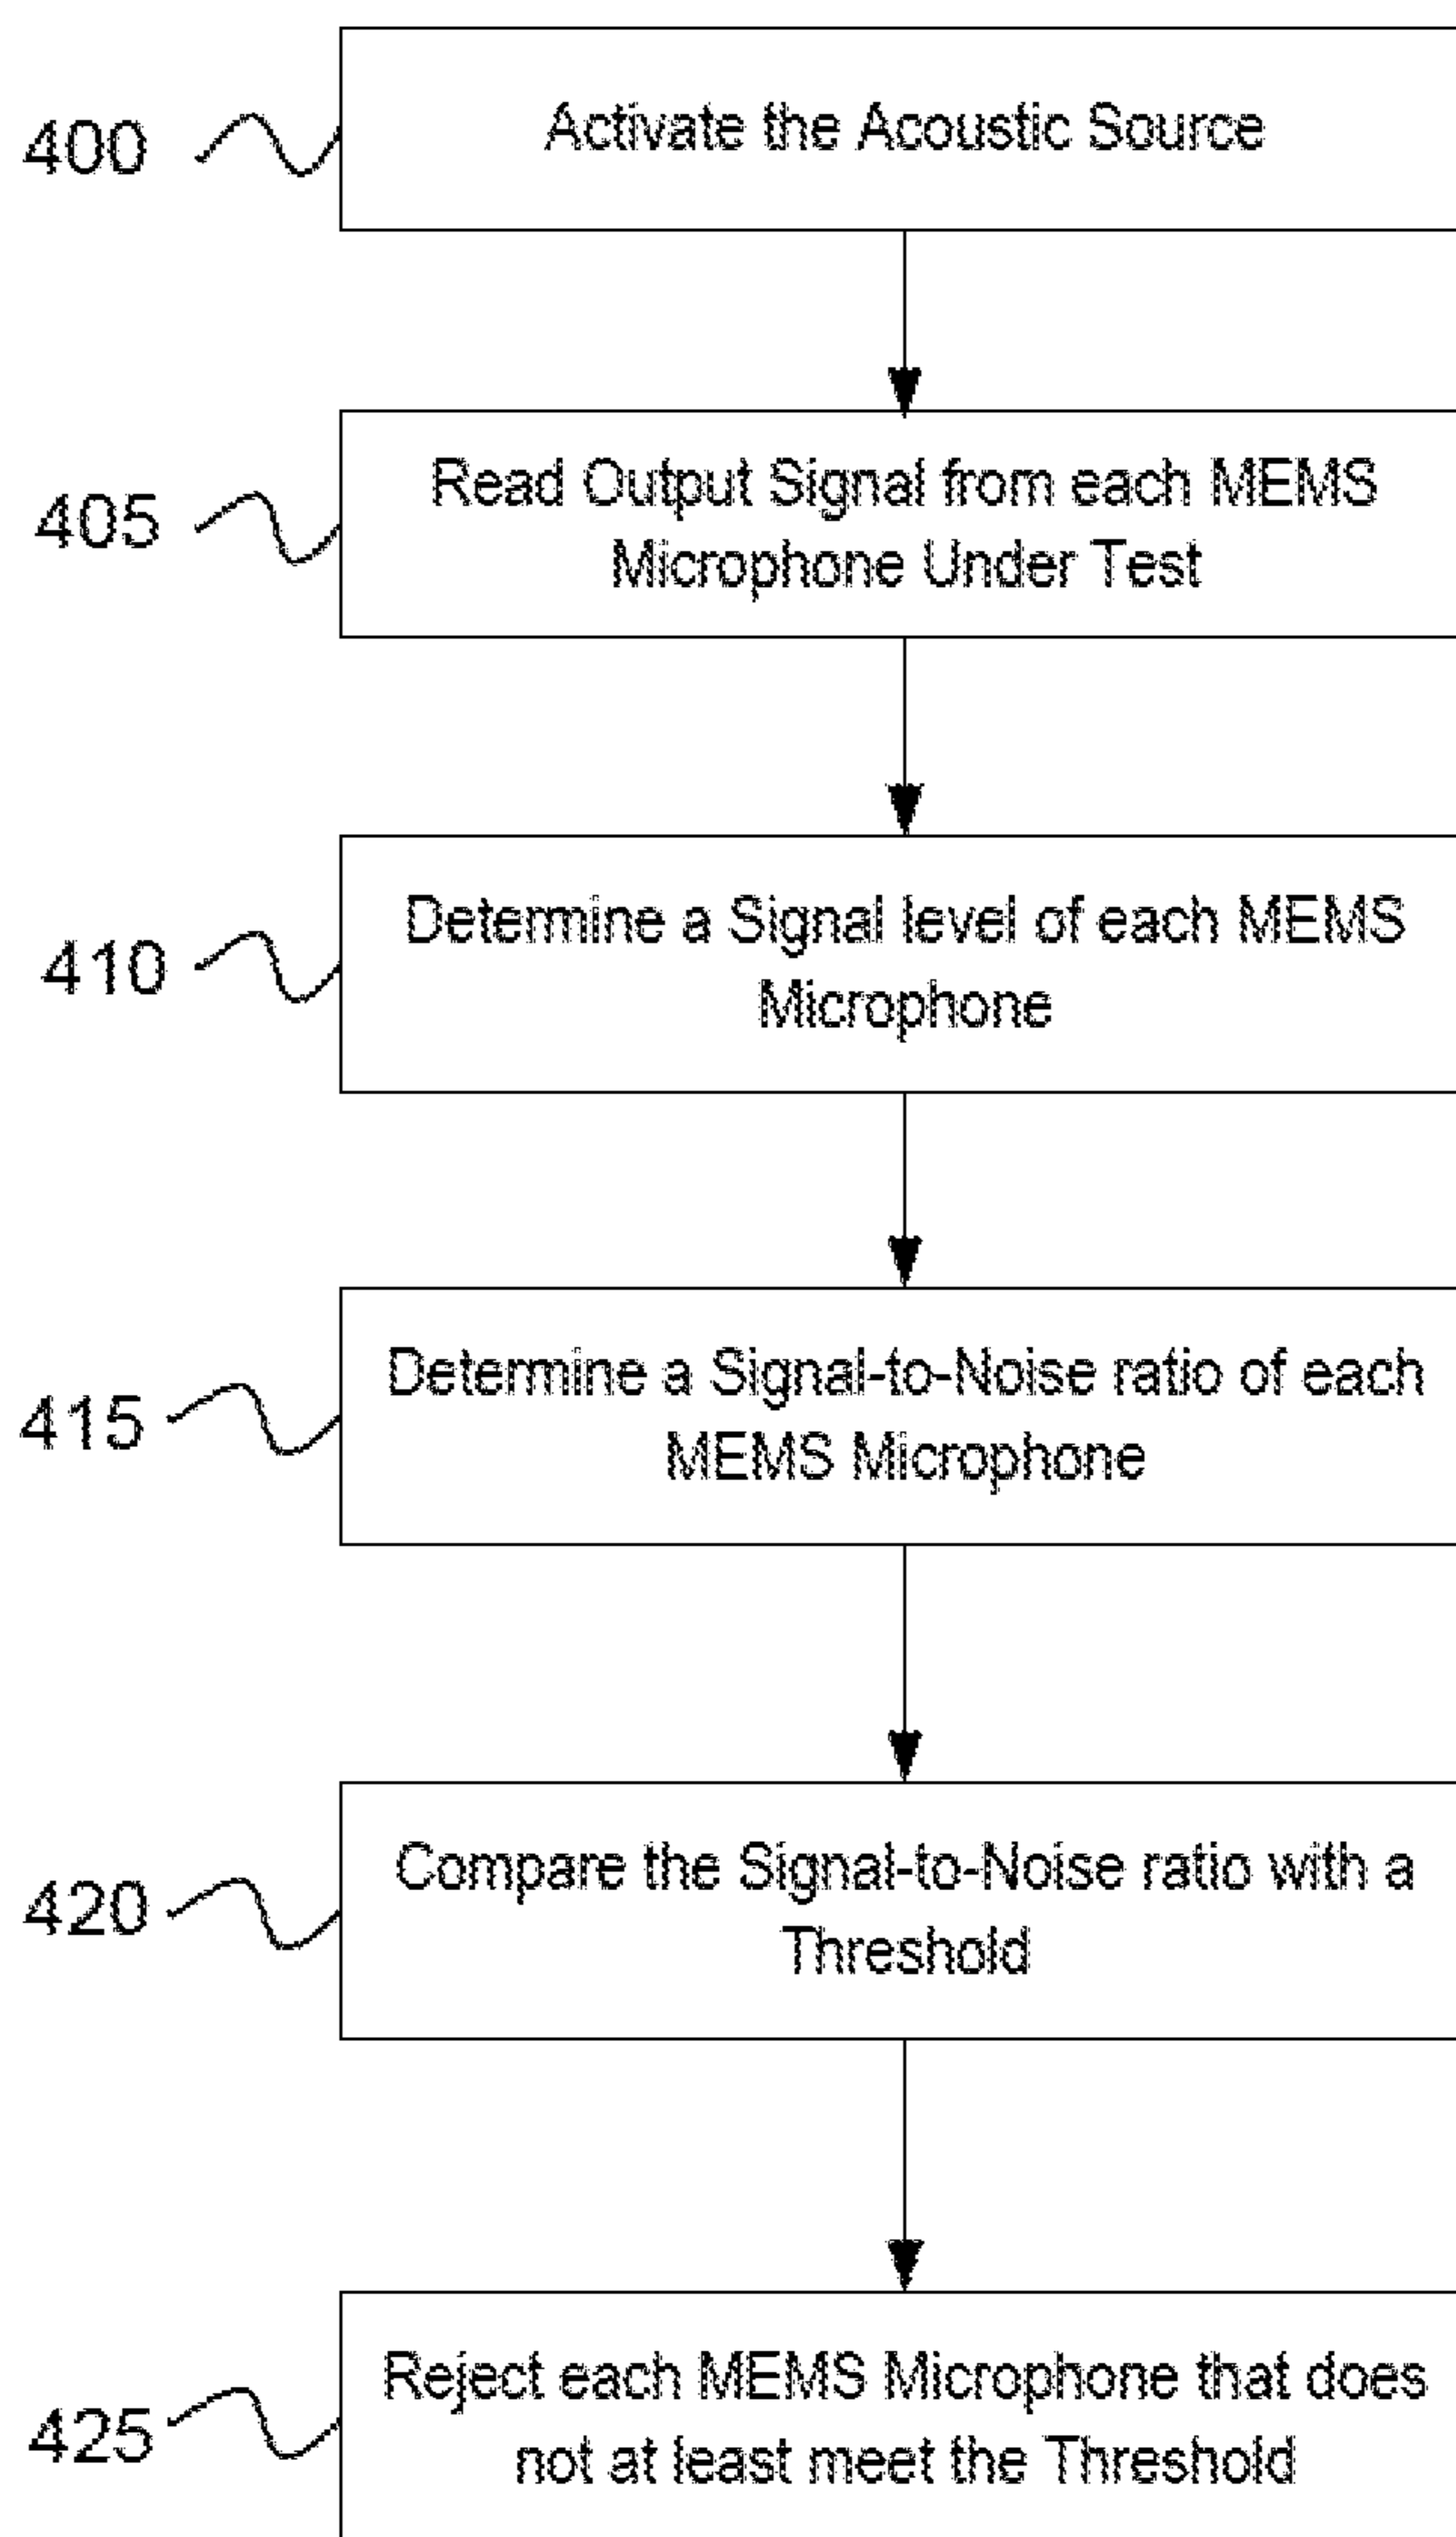 400
Activate the Acoustic Source
405
Read Output Signal from each MEMS
Microphone Under Test
410
Determine a Signal level of each MEMS
Microphone
415
Determine a Signal-to-Noise ratio of each
MEMS Microphone
420
Compare the Signal-to-Noise ratio with a
Threshold
425
Reject each MEMS Microphone that does
not at least meet the Threshold